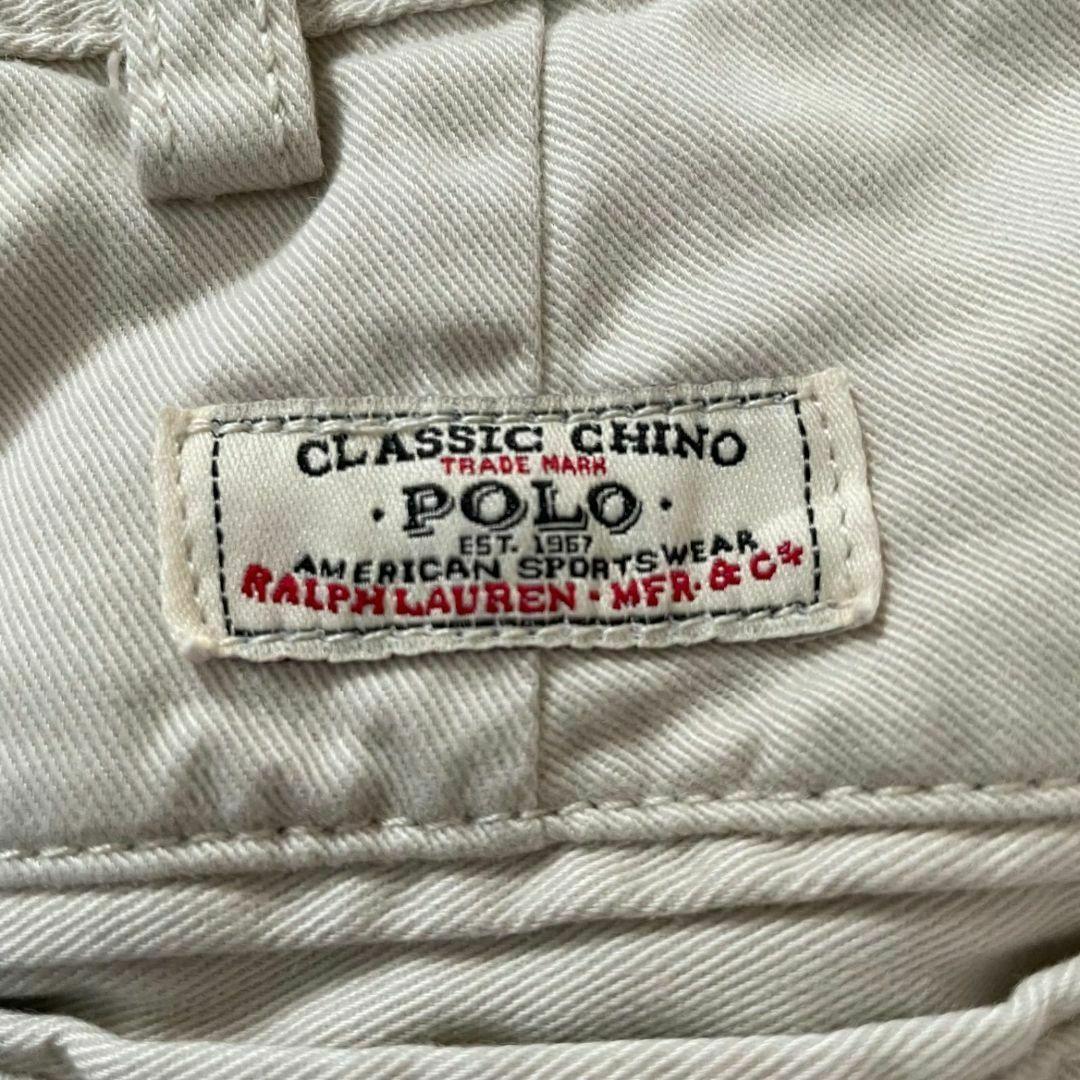 CLASSIC CHINO
TRADE MARK
· POLO ·
EST. 1967
AMERICAN SPORTSWEAR
RALPH LAUREN · MFR. & Cº